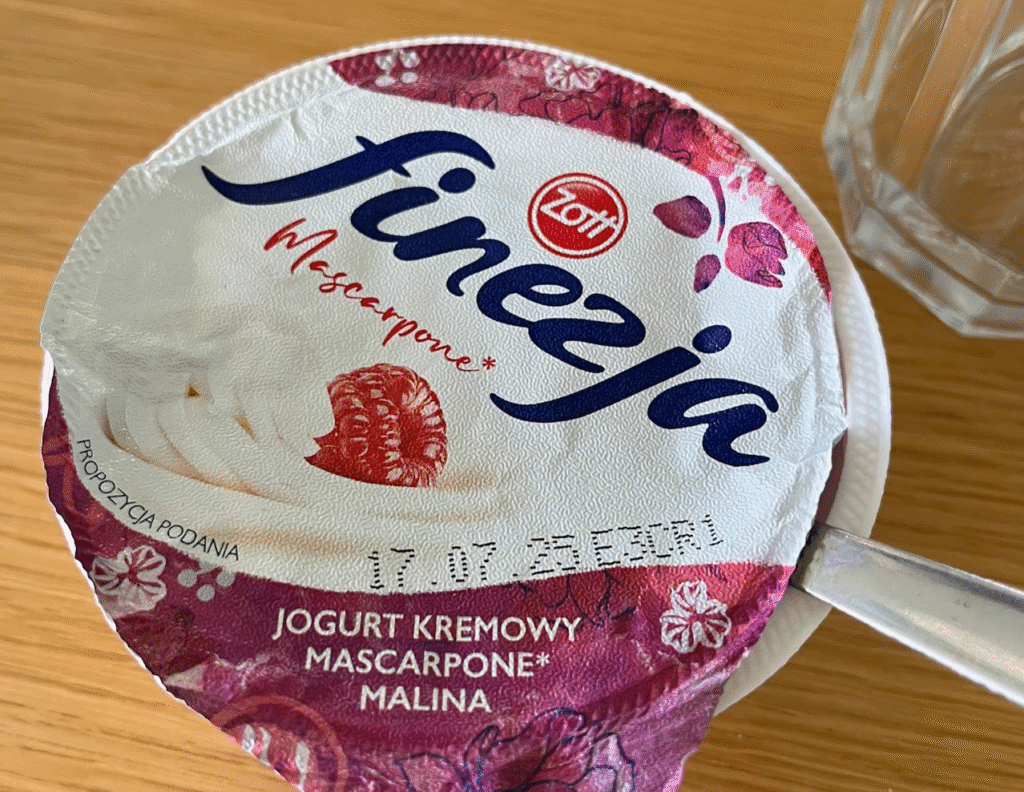 Zott
finezja
Mascarpone*
PROPOZYCJA PODANIA
17.07.25 E3CR1
JOGURT KREMOWY
MASCARPONE*
MALINA